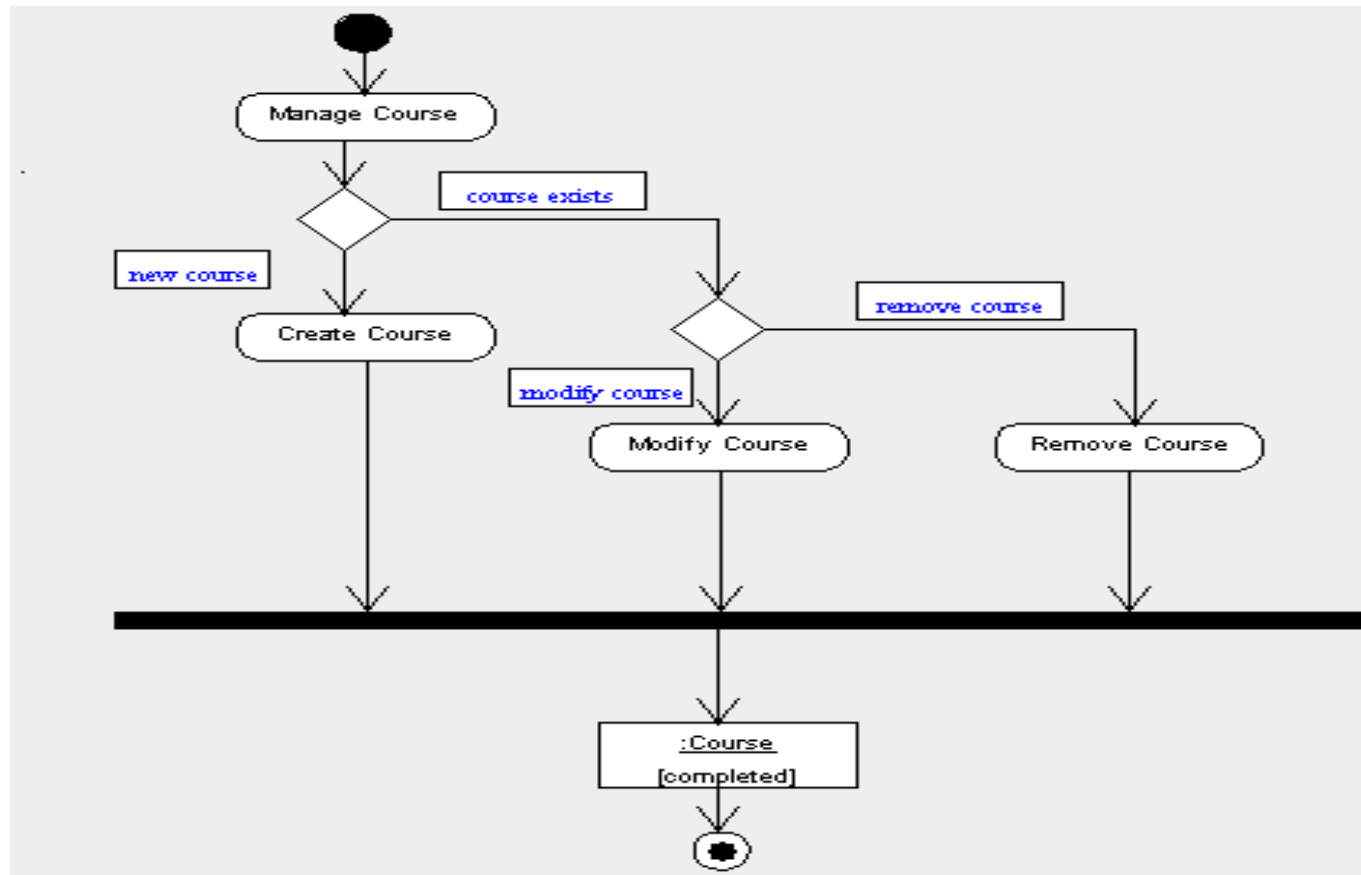 Manage Course
course exists
new course
remove course
Create Course
modify course
Modify Course
Remove Course
:Course
[completed]